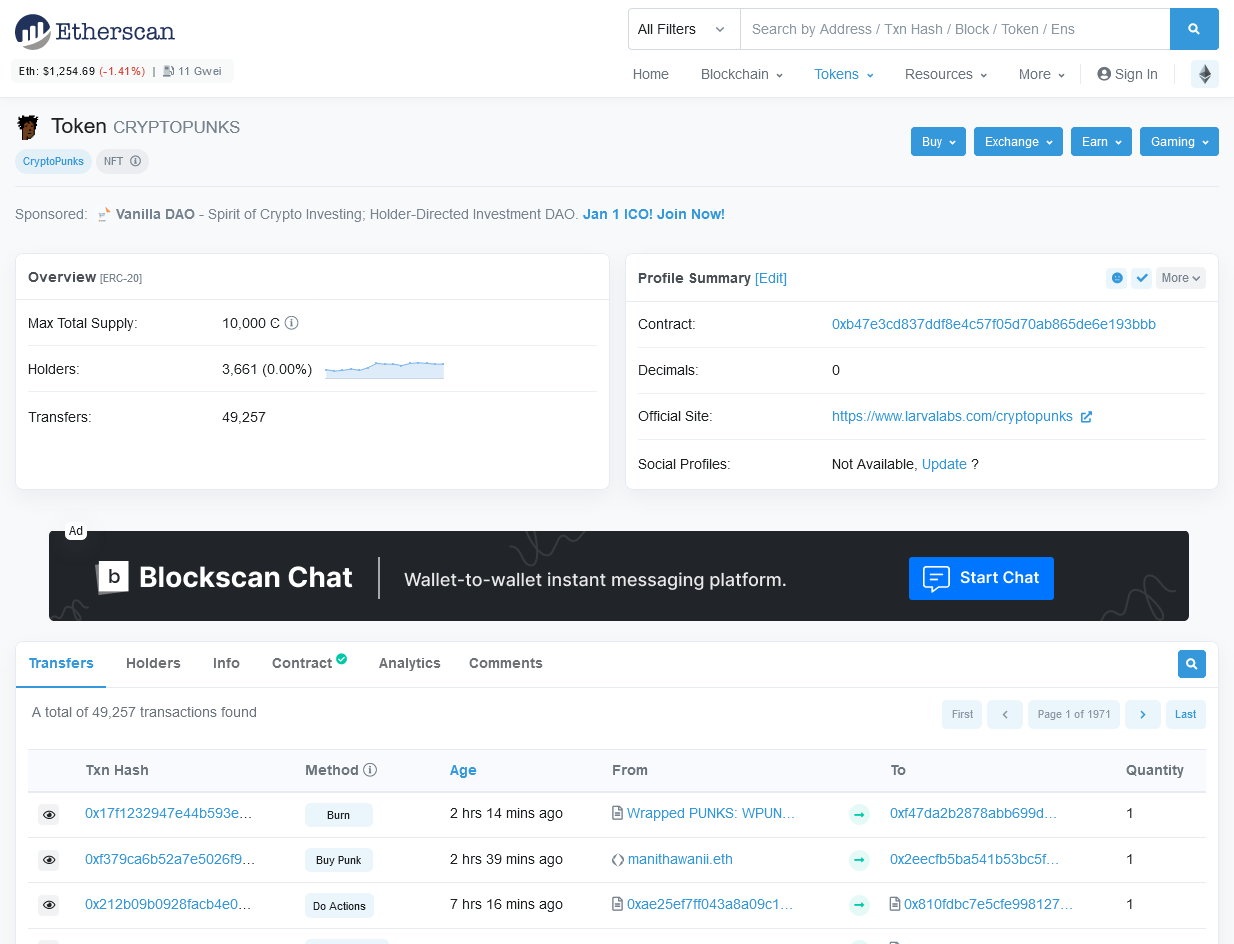 Etherscan
All Filters
Search by Address / Txn Hash / Block / Token / Ens
Eth: $1,254.69 (-1.41%) | 11 Gwei
Home Blockchain Tokens Resources More Sign In
Token CRYPTOPUNKS
CryptoPunks NFT
Buy Exchange Earn Gaming
Sponsored: Vanilla DAO - Spirit of Crypto Investing; Holder-Directed Investment DAO. Jan 1 ICO! Join Now!
Overview [ERC-20]
Max Total Supply: 10,000 C
Holders: 3,661 (0.00%)
Transfers: 49,257
Profile Summary [Edit] More
Contract: 0xb47e3cd837ddf8e4c57f05d70ab865de6e193bbb
Decimals: 0
Official Site: https://www.larvalabs.com/cryptopunks
Social Profiles: Not Available, Update ?
Ad
b Blockscan Chat Wallet-to-wallet instant messaging platform. Start Chat
Transfers Holders Info Contract Analytics Comments
A total of 49,257 transactions found
First Page 1 of 1971 Last
Txn Hash Method Age From To Quantity
0x17f1232947e44b593e... Burn 2 hrs 14 mins ago Wrapped PUNKS: WPUN... 0xf47da2b2878abb699d... 1
0xf379ca6b52a7e5026f9... Buy Punk 2 hrs 39 mins ago manithawanii.eth 0x2eecfb5ba541b53bc5f... 1
0x212b09b0928facb4e0... Do Actions 7 hrs 16 mins ago 0xae25ef7ff043a8a09c1... 0x810fdbc7e5cfe998127... 1